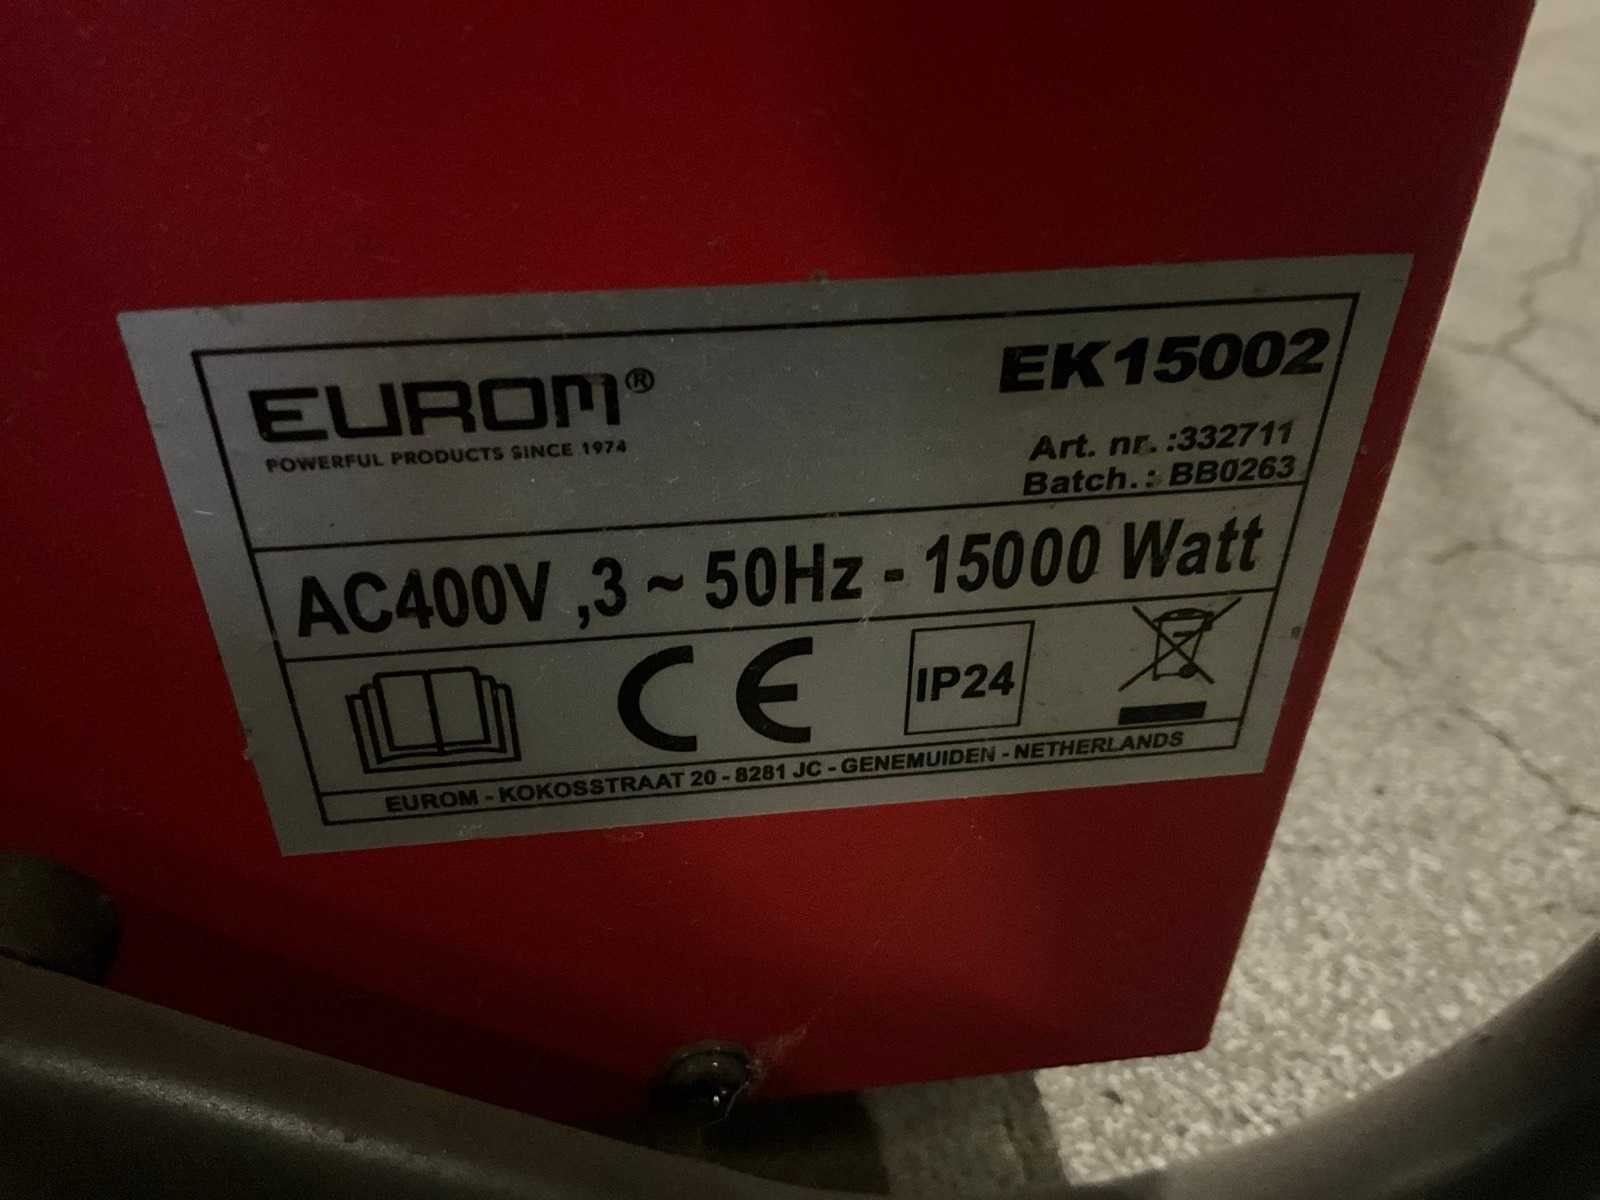 EUROM®
POWERFUL PRODUCTS SINCE 1974
EK15002
Art. nr. :332711
Batch. : BB0263
AC400V ,3 ~ 50Hz - 15000 Watt
CE
IP24
EUROM - KOKOSSTRAAT 20 - 8281 JC - GENEMUIDEN - NETHERLANDS